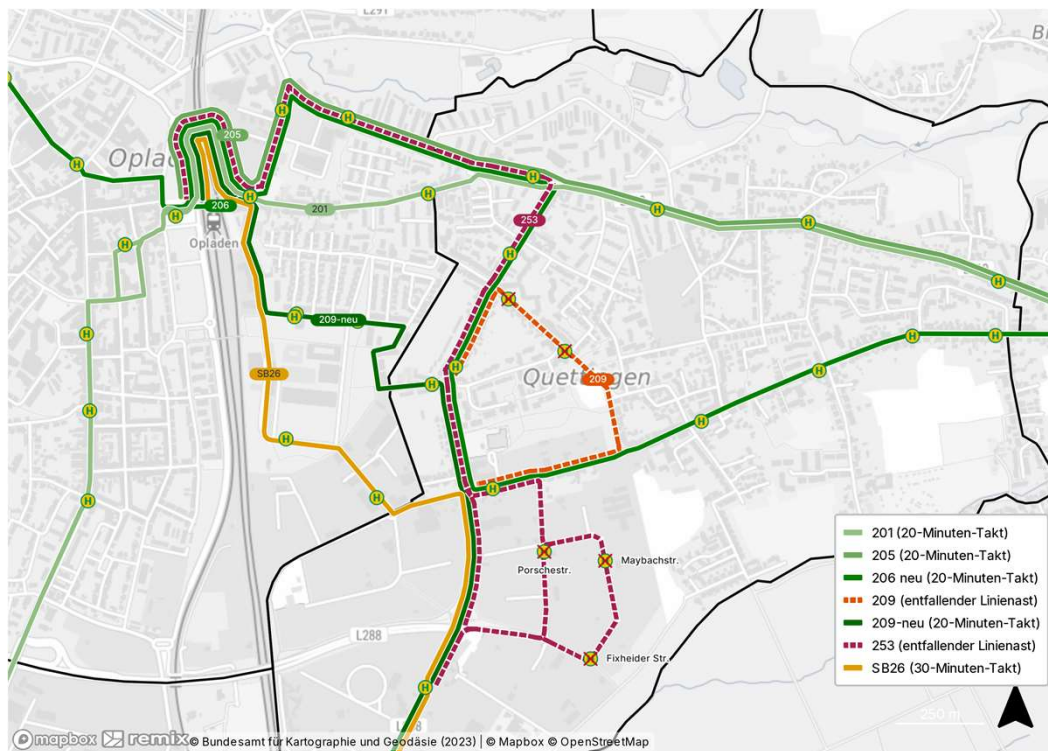 L291
Br
205
Oplad
H
206
201
Opladen
253
209-neu
SB26
Quettingen
209
Porschestr.
Maybachstr.
L288
Fixheider Str.
201 (20-Minuten-Takt)
205 (20-Minuten-Takt)
206 neu (20-Minuten-Takt)
209 (entfallender Linienast)
209-neu (20-Minuten-Takt)
253 (entfallender Linienast)
SB26 (30-Minuten-Takt)
250 m
mapbox remix © Bundesamt für Kartographie und Geodäsie (2023) | © Mapbox © OpenStreetMap